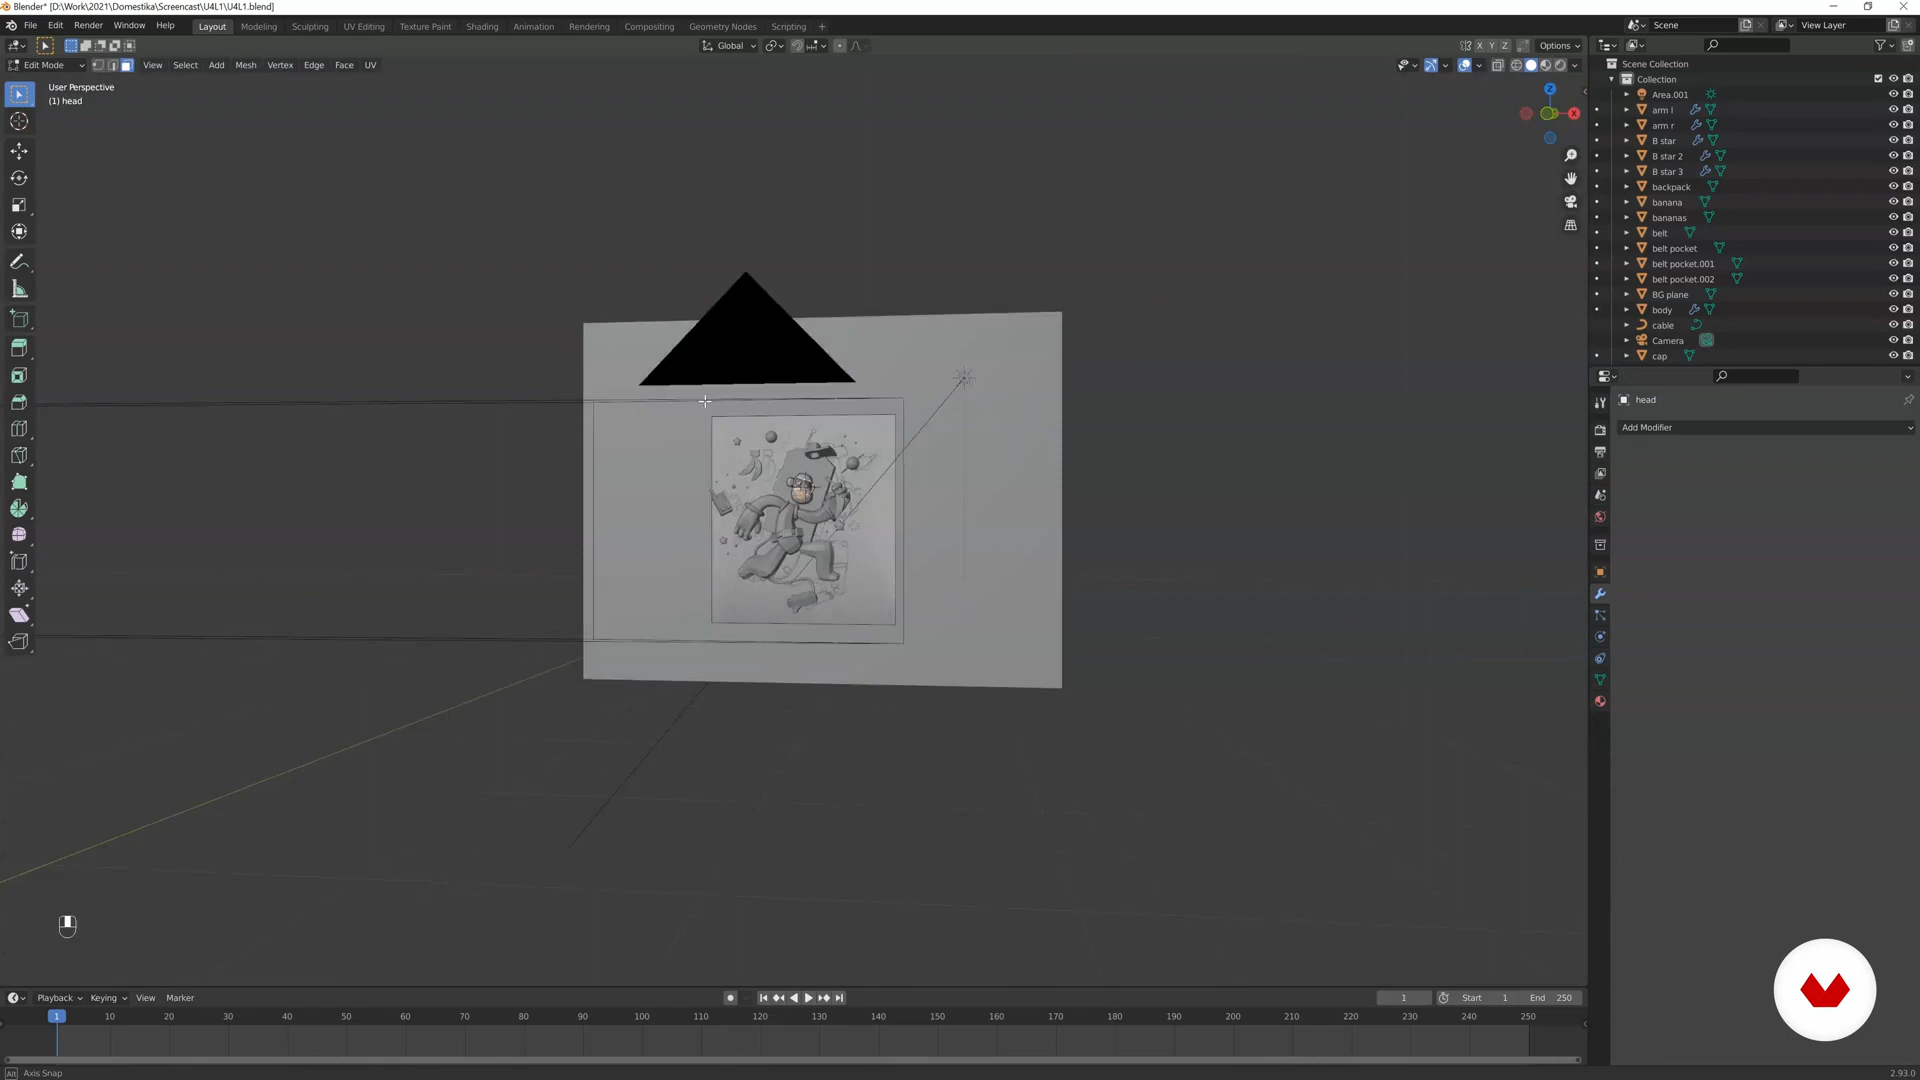 Blender* [D:\Work\2021\Domestika\Screencast\U4L1\U4L1.blend]
File Edit Render Window Help Layout Modeling Sculpting UV Editing Texture Paint Shading Animation Rendering Compositing Geometry Nodes Scripting + Scene View Layer
Global X Y Z Options
Edit Mode View Select Add Mesh Vertex Edge Face UV
User Perspective
(1) head
Z
X
Scene Collection
Collection
Area.001
arm l
arm r
B star
B star 2
B star 3
backpack
banana
bananas
belt
belt pocket
belt pocket.001
belt pocket.002
BG plane
body
cable
Camera
cap
head
Add Modifier
Playback Keying View Marker 1 Start 1 End 250
1 10 20 30 40 50 60 70 80 90 100 110 120 130 140 150 160 170 180 190 200 210 220 230 240 250
Alt Axis Snap 2.93.0